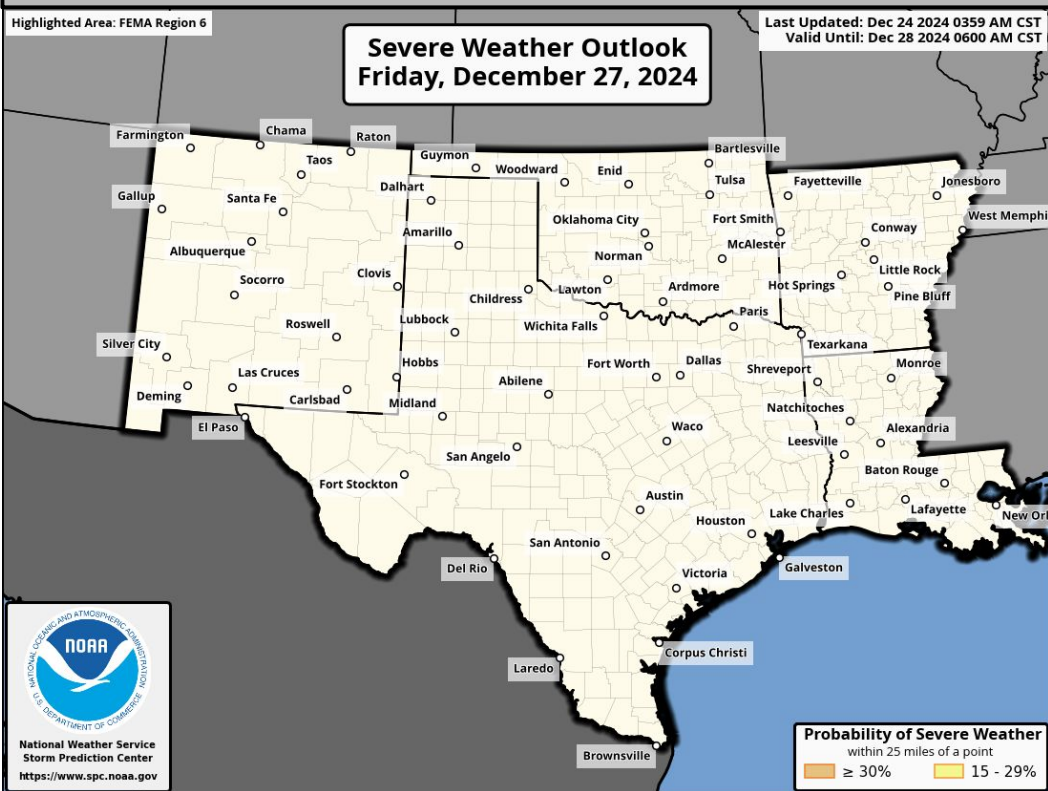 Highlighted Area: FEMA Region 6
Last Updated: Dec 24 2024 0359 AM CST
Valid Until: Dec 28 2024 0600 AM CST
Severe Weather Outlook
Friday, December 27, 2024
Farmington
Chama
Raton
Taos
Guymon
Woodward
Enid
Bartlesville
Tulsa
Fayetteville
Jonesboro
Gallup
Santa Fe
Dalhart
Amarillo
Oklahoma City
Fort Smith
West Memphi
Albuquerque
Norman
McAlester
Conway
Socorro
Clovis
Childress
Lawton
Ardmore
Hot Springs
Little Rock
Pine Bluff
Roswell
Lubbock
Wichita Falls
Paris
Texarkana
Silver City
Las Cruces
Hobbs
Fort Worth
Dallas
Shreveport
Monroe
Deming
Carlsbad
Midland
Abilene
Natchitoches
El Paso
Waco
Leesville
Alexandria
San Angelo
Fort Stockton
Baton Rouge
Austin
Houston
Lake Charles
Lafayette
New Orl
San Antonio
Del Rio
Victoria
Galveston
Corpus Christi
Laredo
Brownsville
NATIONAL OCEANIC AND ATMOSPHERIC ADMINISTRATION
NOAA
U.S. DEPARTMENT OF COMMERCE
National Weather Service
Storm Prediction Center
https://www.spc.noaa.gov
Probability of Severe Weather
within 25 miles of a point
≥ 30%
15 - 29%